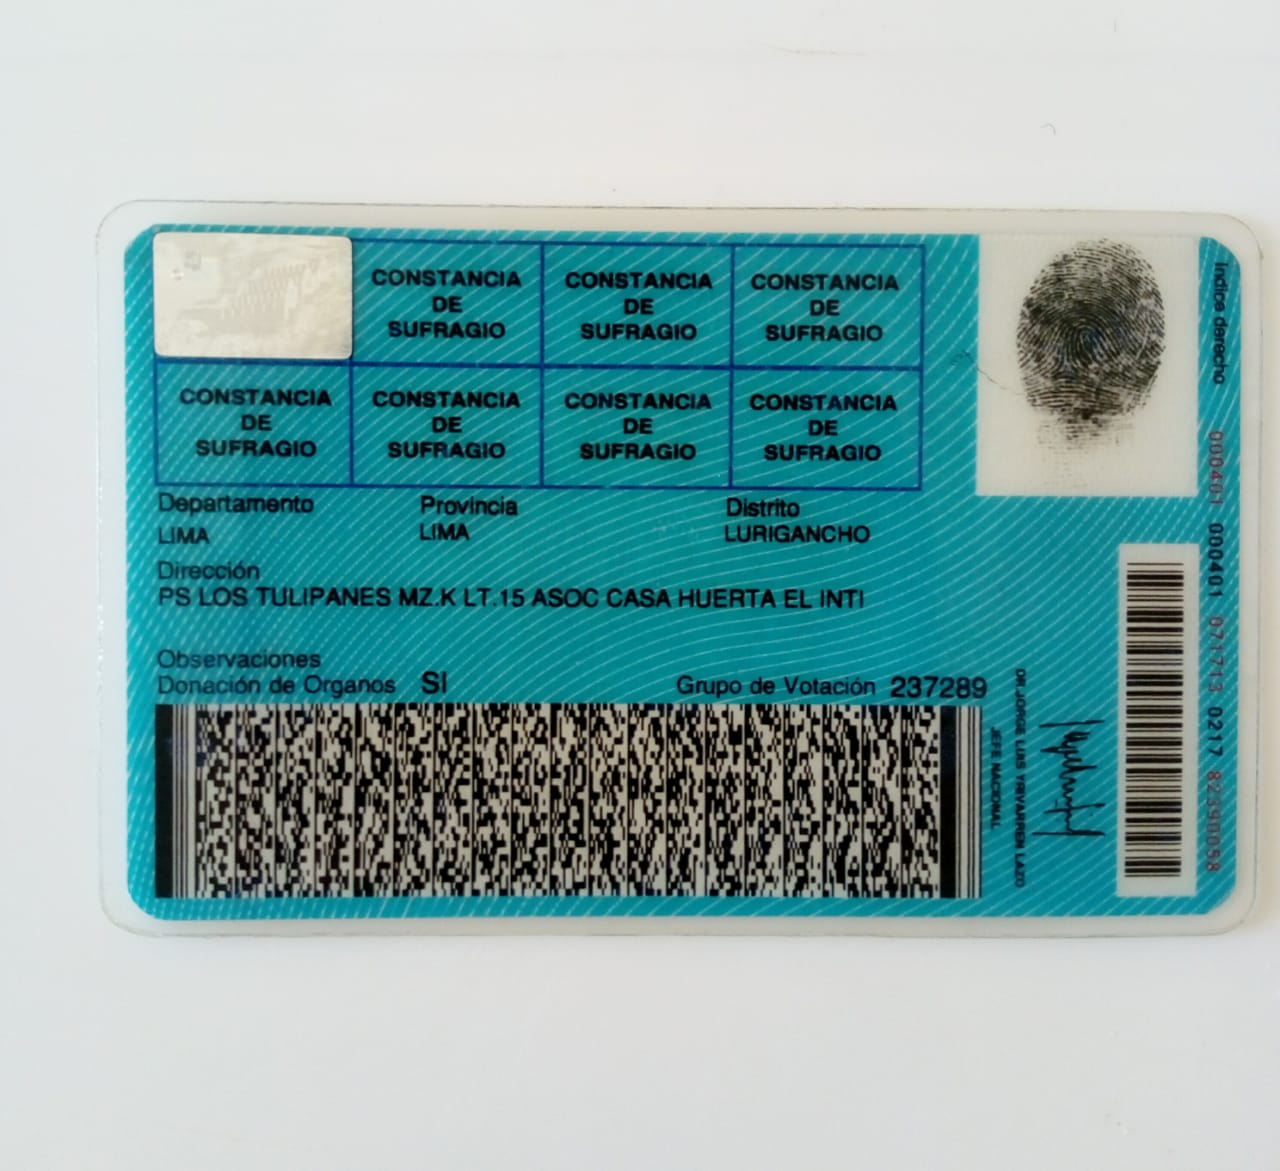 CONSTANCIA DE SUFRAGIO
CONSTANCIA DE SUFRAGIO
CONSTANCIA DE SUFRAGIO
CONSTANCIA DE SUFRAGIO
CONSTANCIA DE SUFRAGIO
CONSTANCIA DE SUFRAGIO
CONSTANCIA DE SUFRAGIO
Departamento Provincia Distrito
LIMA LIMA LURIGANCHO
Dirección
PS LOS TULIPANES MZ.K LT.15 ASOC CASA HUERTA EL INTI
Observaciones
Donación de Organos SI Grupo de Votación 237289
DR.JORGE LUIS YRIVARREN LAZO
JEFE NACIONAL
Indice derecho
000401 000401 071713 0217 82390058